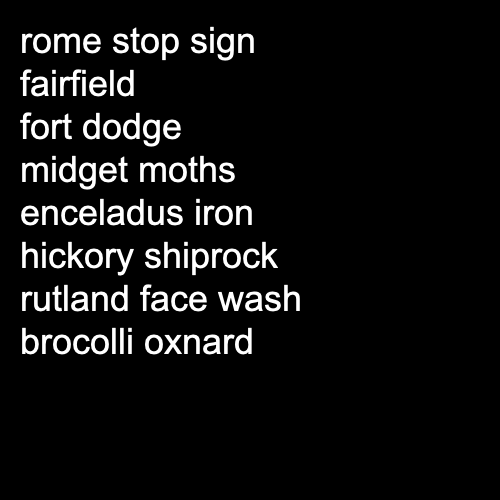 rome stop sign
fairfield
fort dodge
midget moths
enceladus iron
hickory shiprock
rutland face wash
brocolli oxnard